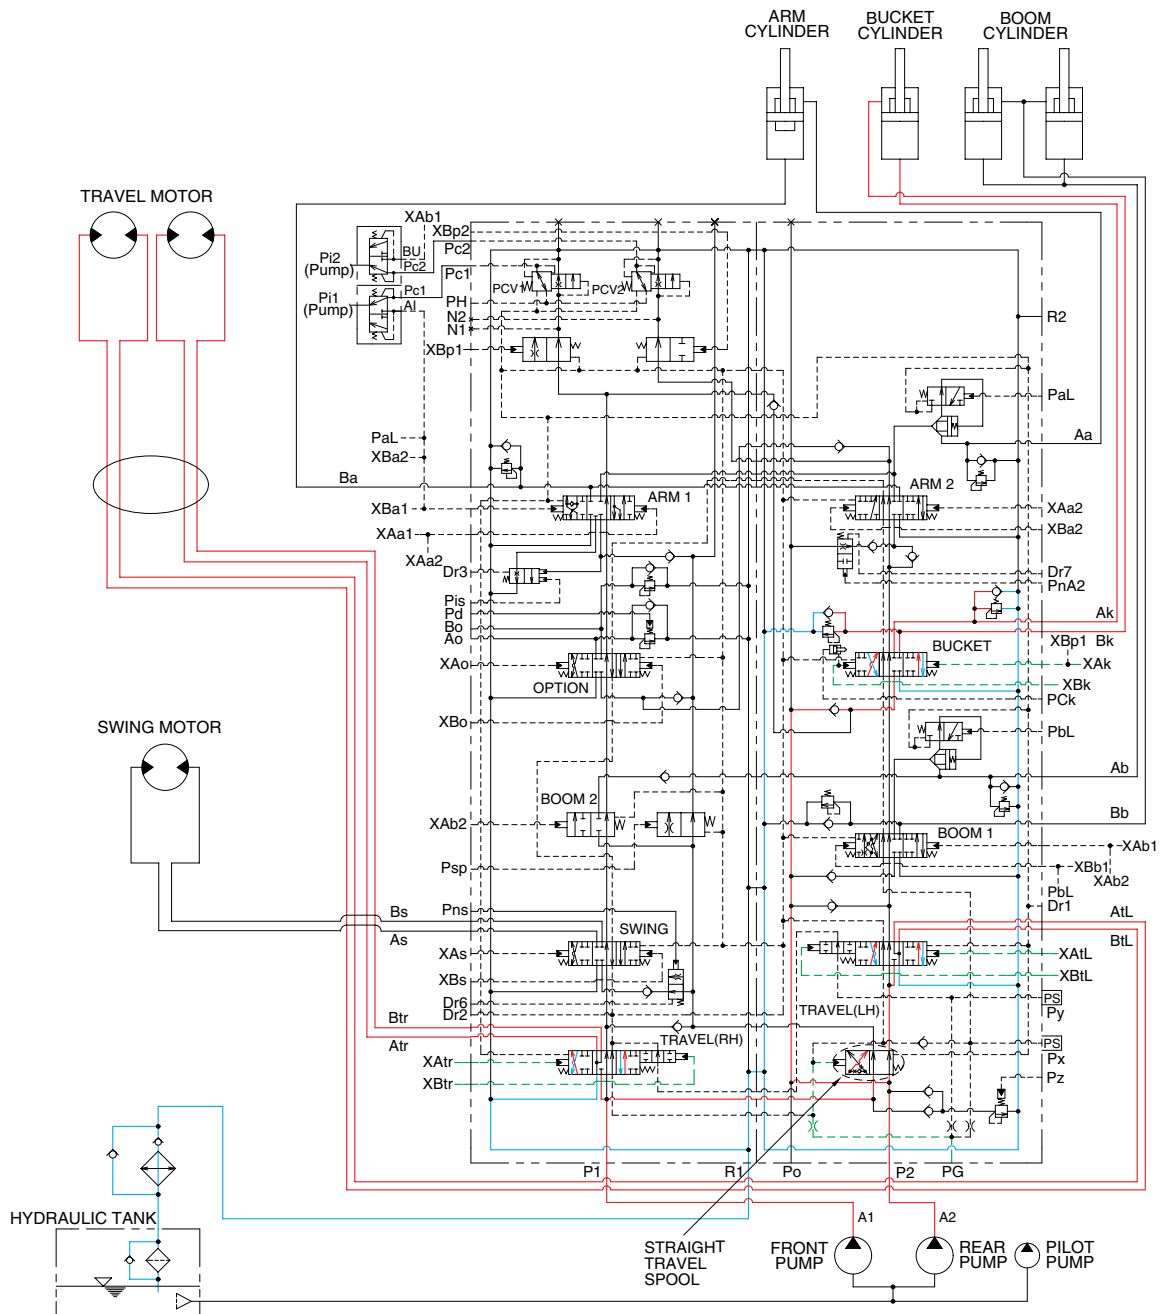 ARM
CYLINDER
BUCKET
CYLINDER
BOOM
CYLINDER
TRAVEL MOTOR
XAb1
XBp2
Pc2
BU
Pc2
Pi2
(Pump)
Pc1
Pc1
Pi1
(Pump)
AI
PCV1
PCV2
PH
N2
N1
R2
XBp1
PaL
PaL
XBa2
Aa
Ba
ARM 1
ARM 2
XBa1
XAa2
XBa2
XAa1
XAa2
Dr3
Dr7
PnA2
Pis
Pd
Bo
Ao
Ak
XBp1
Bk
BUCKET
XAo
XAk
OPTION
XBk
PCk
XBo
PbL
SWING MOTOR
Ab
BOOM 2
Bb
XAb2
BOOM 1
XAb1
XBb1
XAb2
Psp
PbL
Dr1
Bs
Pns
AtL
As
SWING
BtL
XAs
XAtL
XBs
XBtL
Dr6
Dr2
PS
Py
TRAVEL(LH)
Btr
TRAVEL(RH)
PS
Atr
Px
XAtr
Pz
XBtr
P1
R1
Po
P2
PG
HYDRAULIC TANK
A1
A2
STRAIGHT
TRAVEL
SPOOL
FRONT
PUMP
REAR
PUMP
PILOT
PUMP